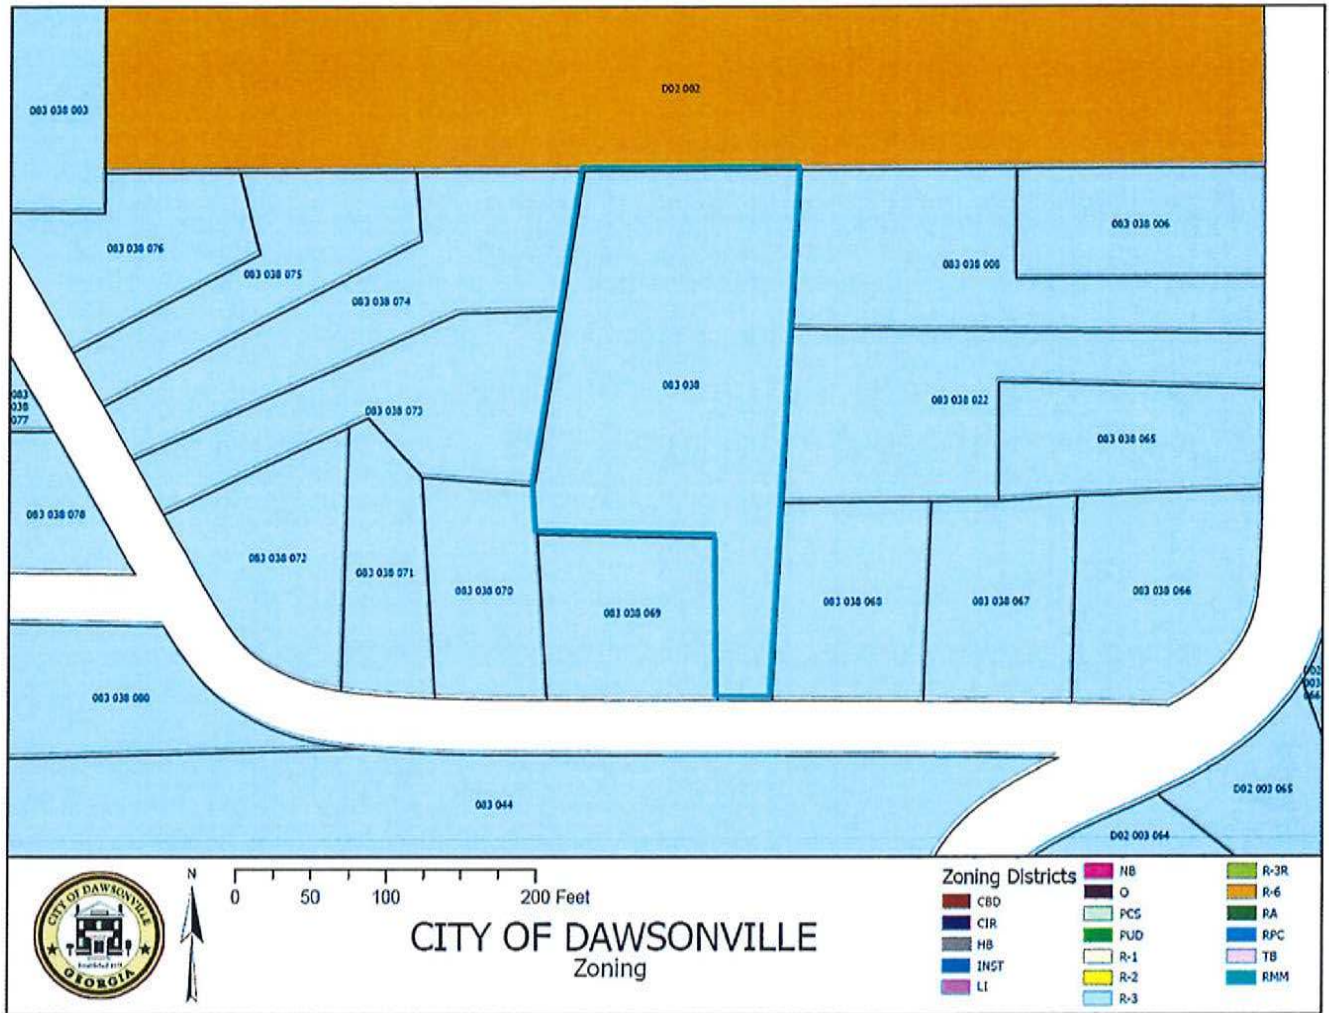 D02 002
083 038 003
083 038 006
083 038 076
083 038 008
083 038 075
083 038 074
083 038
083
038
077
083 038 073
083 038 022
083 038 065
083 038 078
083 038 072
083 038 071
083 038 070
083 038 069
083 038 068
083 038 067
083 038 066
083 038 080
D02
003
066
083 044
D02 003 065
D02 003 064
CITY OF DAWSONVILLE
GEORGIA
N
0 50 100 200 Feet
CITY OF DAWSONVILLE
Zoning
Zoning Districts
CBD
CIR
HB
INST
LI
NB
O
PCS
PUD
R-1
R-2
R-3
R-3R
R-6
RA
RPC
TB
RMM